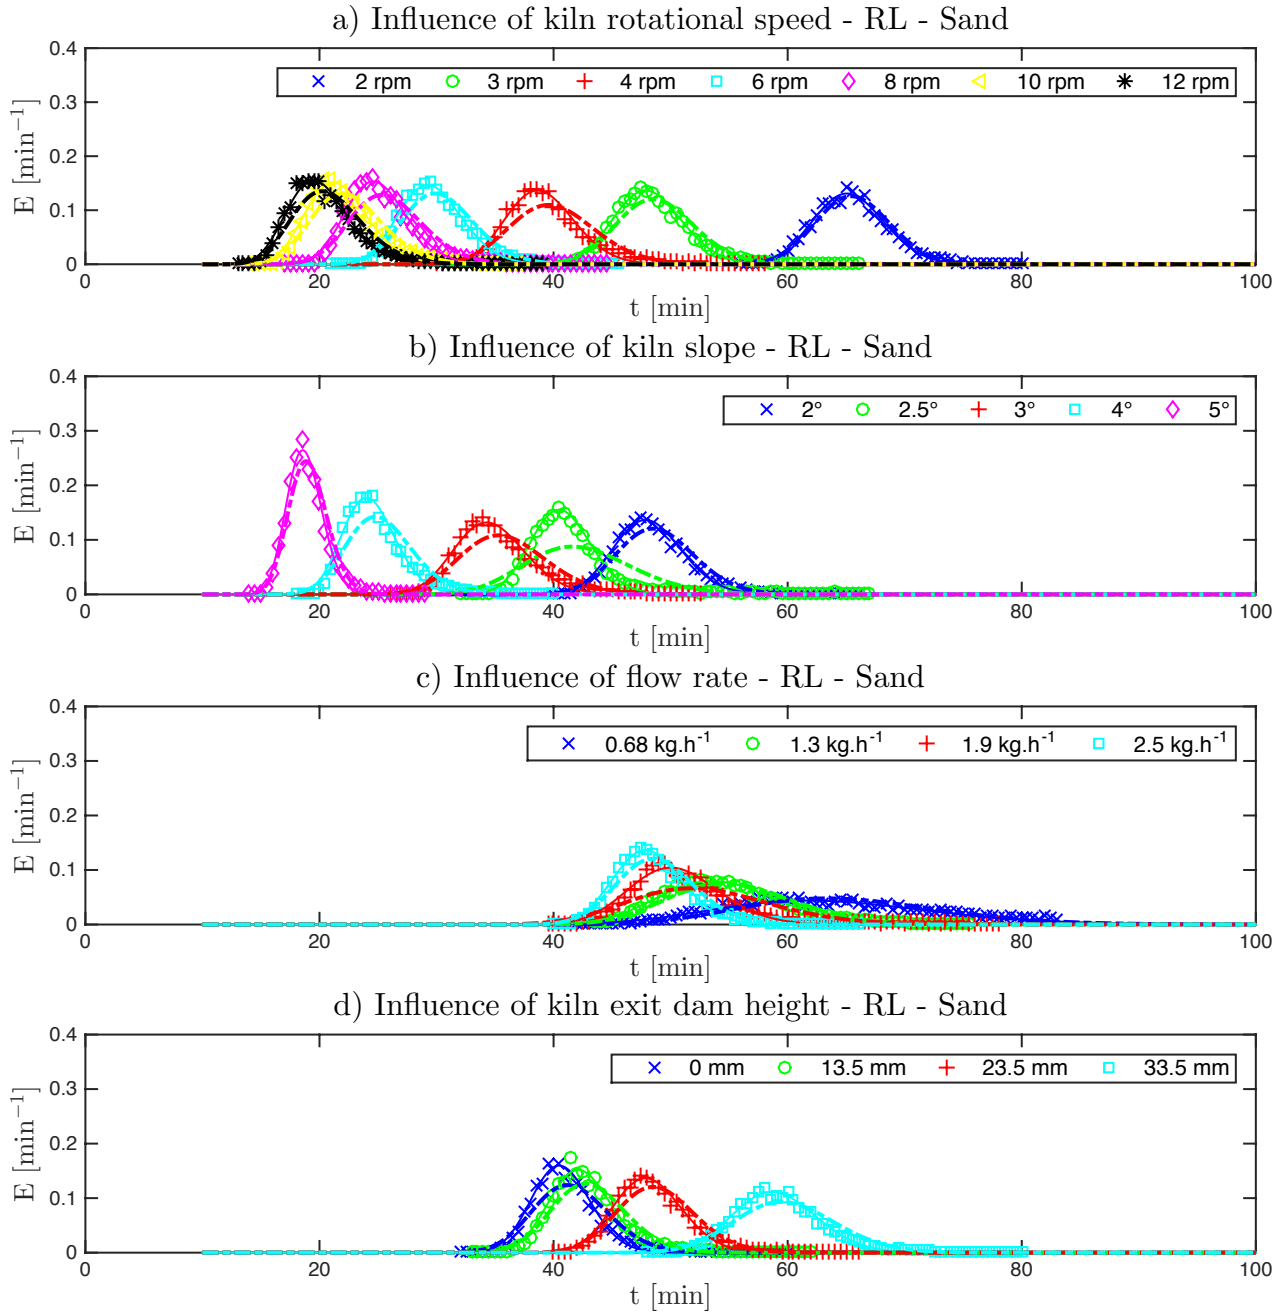 a) Influence of kiln rotational speed - RL - Sand
0.4
0.3
0.2
0.1
0
E [min⁻¹]
2 rpm 3 rpm 4 rpm 6 rpm 8 rpm 10 rpm 12 rpm
0 20 40 60 80 100
t [min]
b) Influence of kiln slope - RL - Sand
0.4
0.3
0.2
0.1
0
E [min⁻¹]
2° 2.5° 3° 4° 5°
0 20 40 60 80 100
t [min]
c) Influence of flow rate - RL - Sand
0.4
0.3
0.2
0.1
0
E [min⁻¹]
0.68 kg.h⁻¹ 1.3 kg.h⁻¹ 1.9 kg.h⁻¹ 2.5 kg.h⁻¹
0 20 40 60 80 100
t [min]
d) Influence of kiln exit dam height - RL - Sand
0.4
0.3
0.2
0.1
0
E [min⁻¹]
0 mm 13.5 mm 23.5 mm 33.5 mm
0 20 40 60 80 100
t [min]